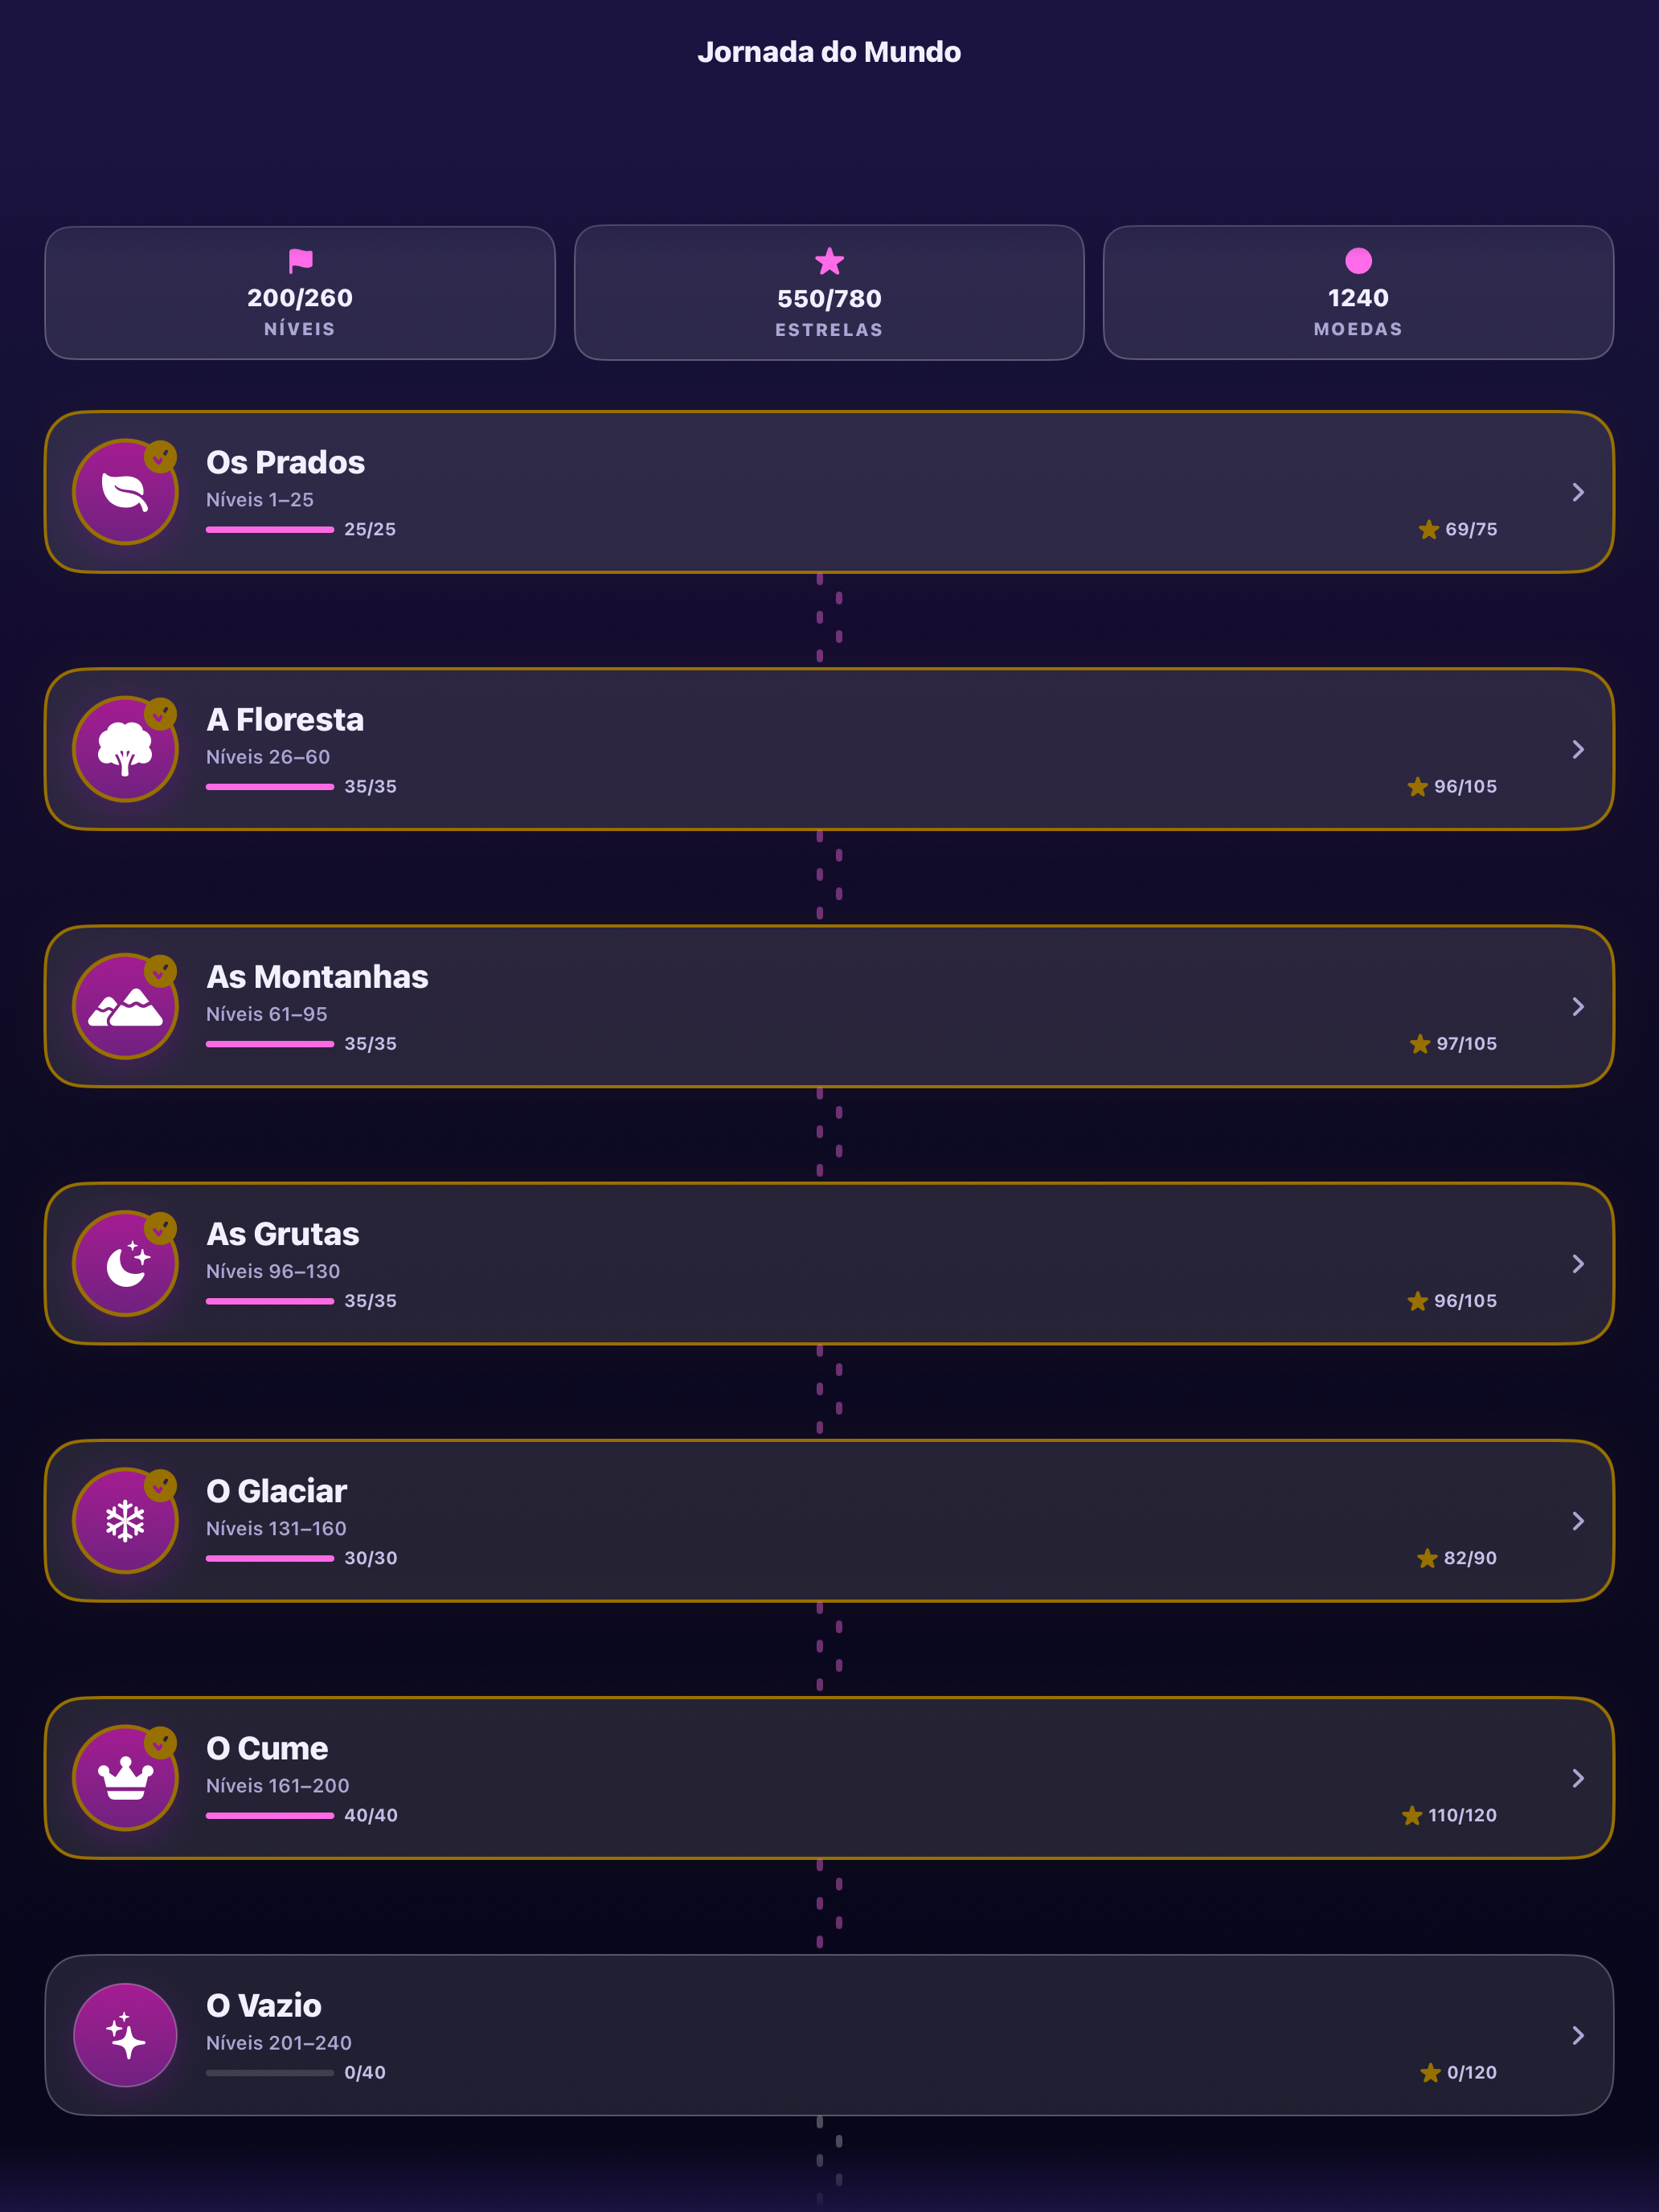 Jornada do Mundo
200/260
NÍVEIS
550/780
ESTRELAS
1240
MOEDAS
Os Prados
Níveis 1–25
25/25
69/75
A Floresta
Níveis 26–60
35/35
96/105
As Montanhas
Níveis 61–95
35/35
97/105
As Grutas
Níveis 96–130
35/35
96/105
O Glaciar
Níveis 131–160
30/30
82/90
O Cume
Níveis 161–200
40/40
110/120
O Vazio
Níveis 201–240
0/40
0/120